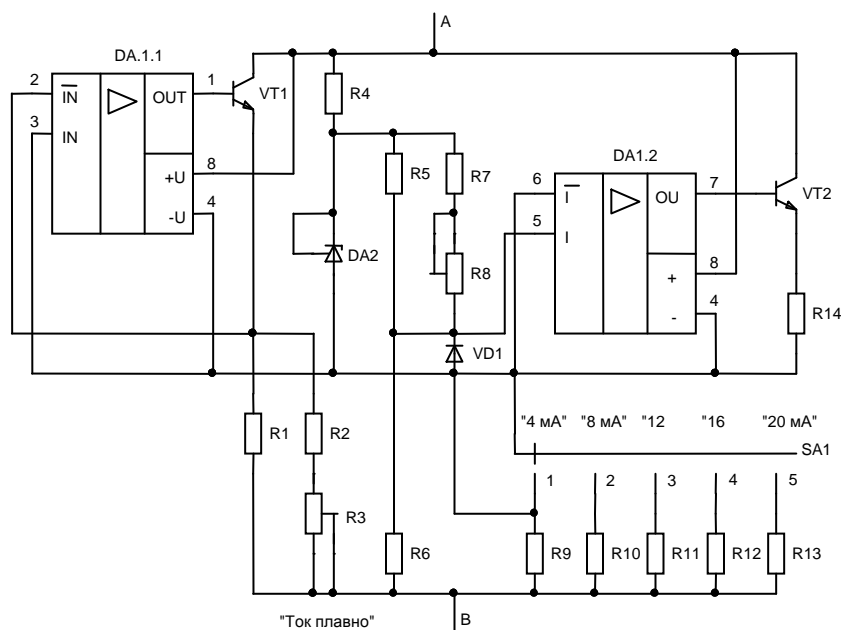 A
DA.1.1
2
IN
OUT
1
VT1
R4
3
IN
+U
8
-U
4
R5
R7
DA1.2
6
I
OU
7
VT2
5
I
DA2
R8
+
8
-
4
R14
VD1
"4 мА"
"8 мА"
"12
"16
"20 мА"
R1
R2
SA1
1
2
3
4
5
R3
R6
R9
R10
R11
R12
R13
"Ток плавно"
B